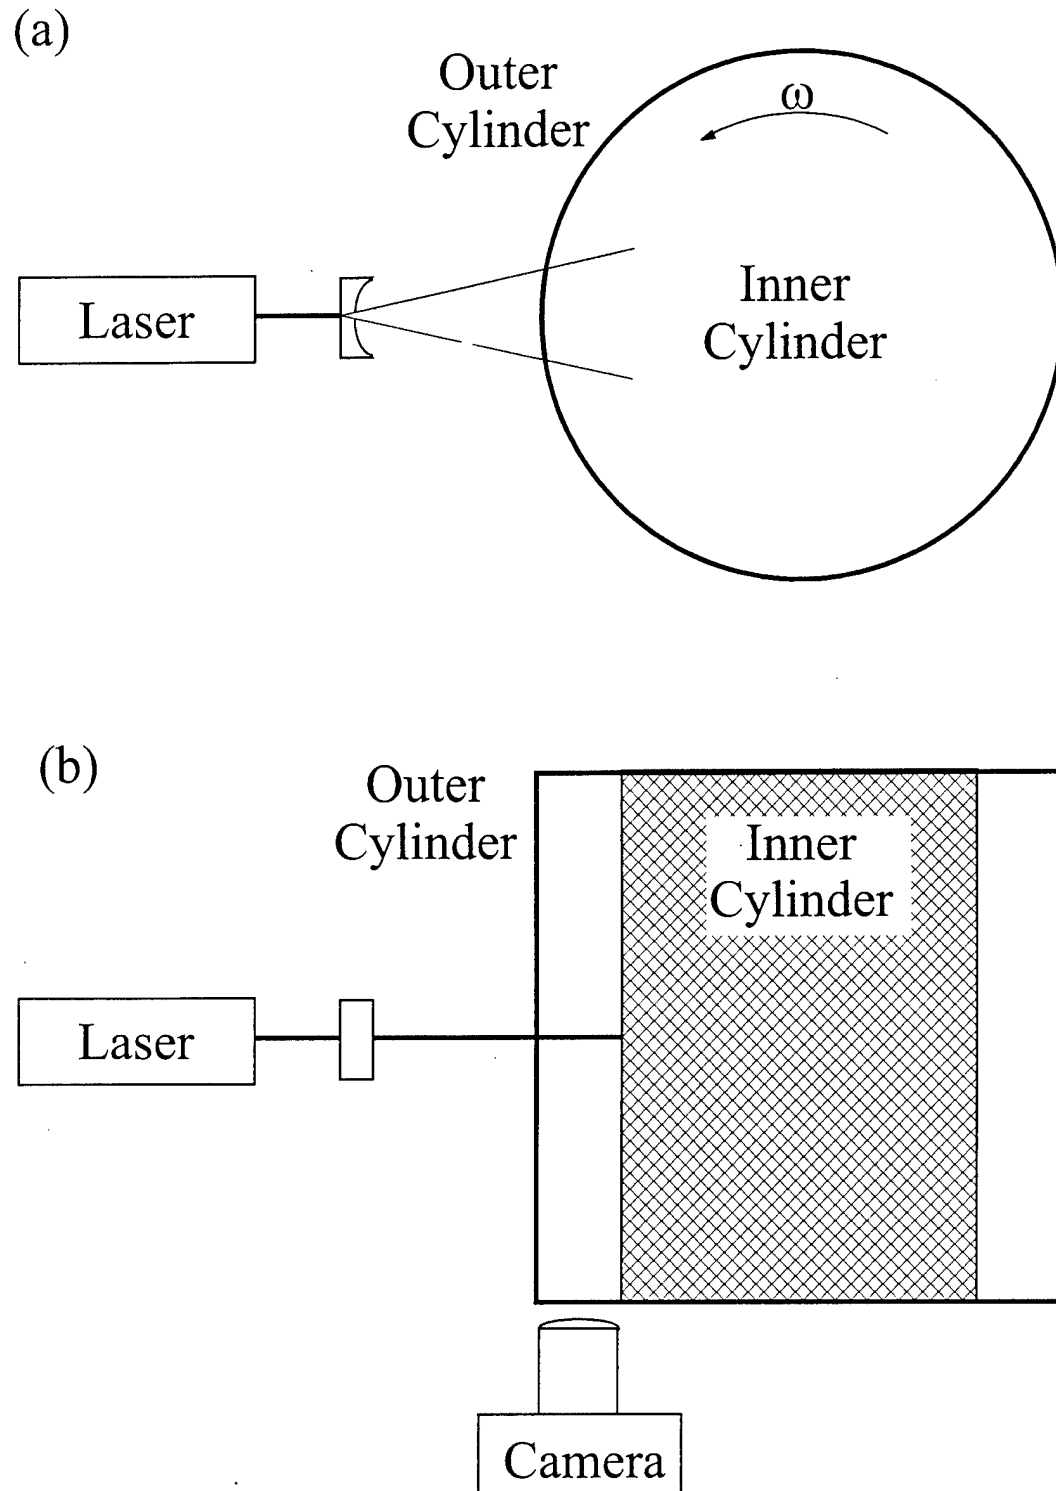 (a)
Outer
Cylinder
ω
Laser
Inner
Cylinder
(b)
Outer
Cylinder
Inner
Cylinder
Laser
Camera